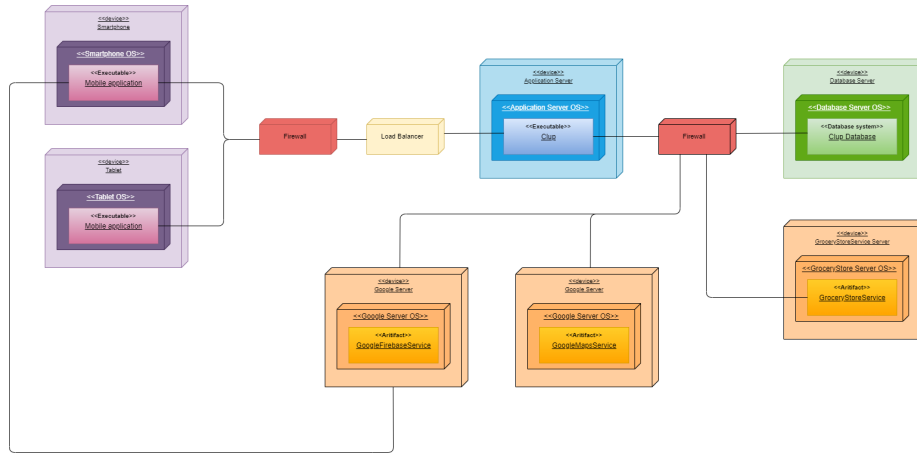 <<device>>
Smartphone
<<Smartphone OS>>
<<Executable>>
Mobile application
<<device>>
Tablet
<<Tablet OS>>
<<Executable>>
Mobile application
Firewall
Load Balancer
<<device>>
Application Server
<<Application Server OS>>
<<Executable>>
Clup
Firewall
<<device>>
Database Server
<<Database Server OS>>
<<Database system>>
Clup Database
<<device>>
GroceryStoreService Server
<<GroceryStore Server OS>>
<<Aritifact>>
GroceryStoreService
<<device>>
Google Server
<<Google Server OS>>
<<Aritifact>>
GoogleFirebaseService
<<device>>
Google Server
<<Google Server OS>>
<<Aritifact>>
GoogleMapsService